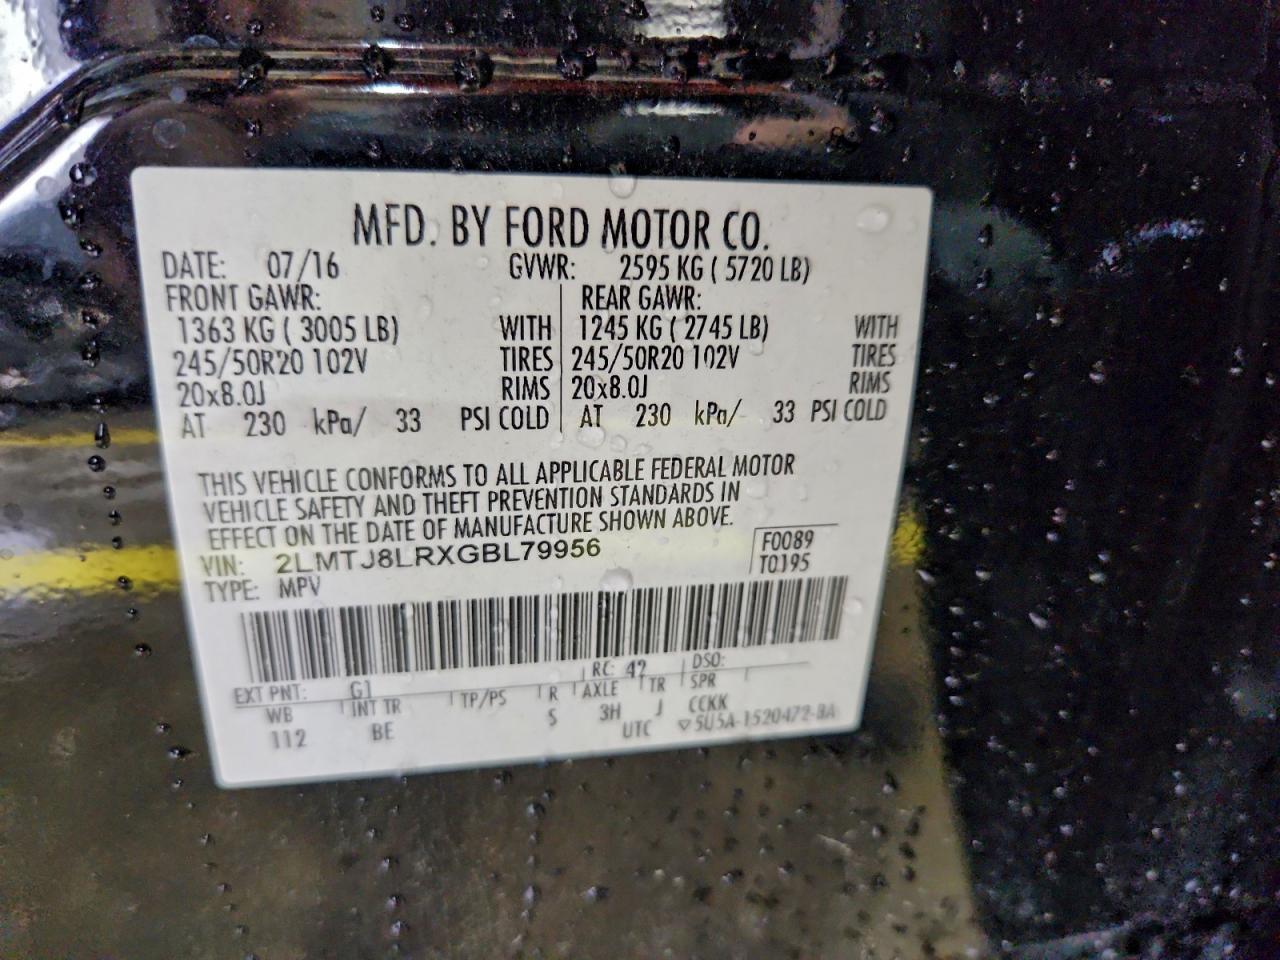 MFD. BY FORD MOTOR CO.
DATE: 07/16 GVWR: 2595 KG ( 5720 LB)
FRONT GAWR: REAR GAWR:
1363 KG ( 3005 LB) WITH 1245 KG ( 2745 LB) WITH
245/50R20 102V TIRES 245/50R20 102V TIRES
20x8.0J RIMS 20x8.0J RIMS
AT 230 kPa/ 33 PSI COLD AT 230 kPa/ 33 PSI COLD
THIS VEHICLE CONFORMS TO ALL APPLICABLE FEDERAL MOTOR
VEHICLE SAFETY AND THEFT PREVENTION STANDARDS IN
EFFECT ON THE DATE OF MANUFACTURE SHOWN ABOVE.
VIN: 2LMTJ8LRXGBL79956 F0089
TYPE: MPV T0195
EXT PNT: G1 RC: 42 DSO:
WB INT TR TP/PS R AXLE TR SPR
112 BE S 3H J CCKK
UTC ▽5U5A-1520472-BA